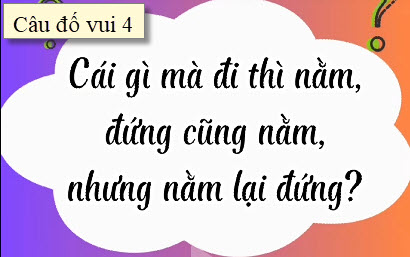 Câu đố vui 4
Cái gì mà đi thì nằm,
đứng cũng nằm,
nhưng nằm lại đứng?